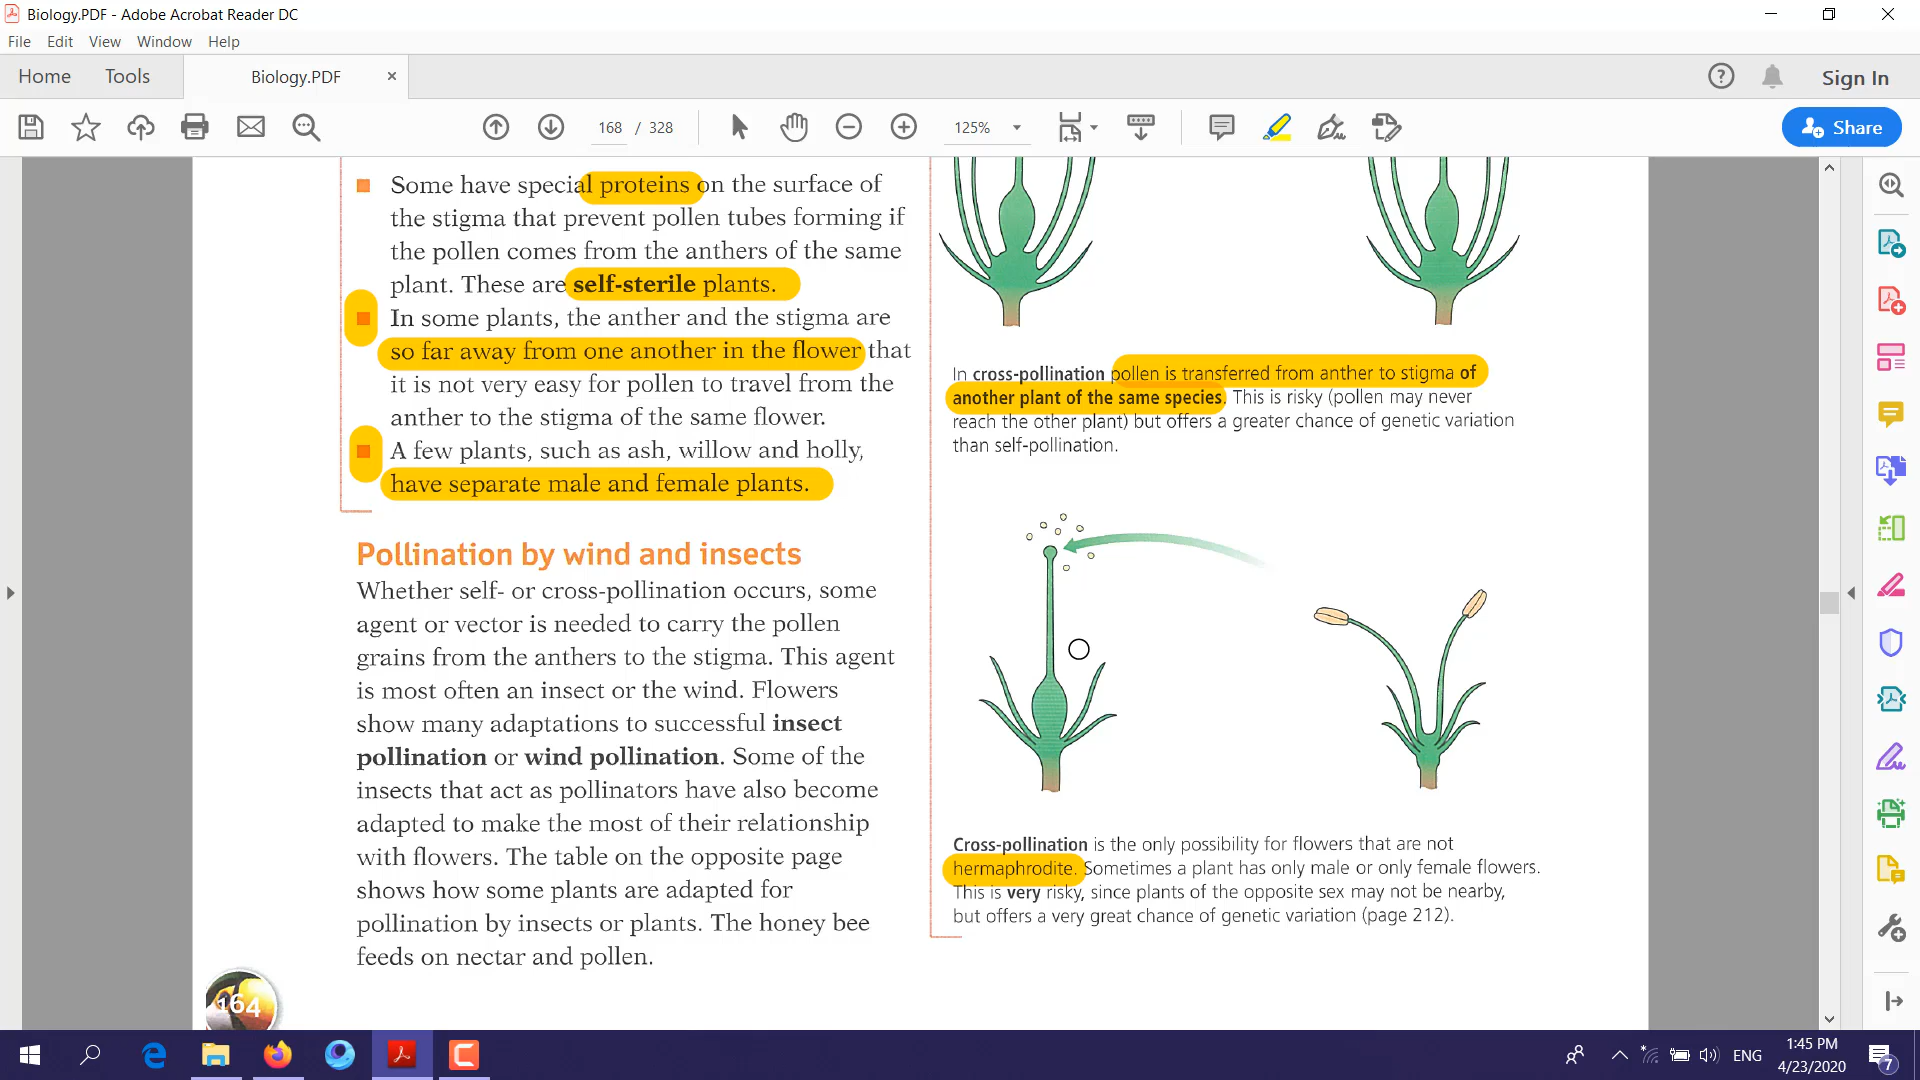 Biology.PDF - Adobe Acrobat Reader DC
File Edit View Window Help
Home Tools Biology.PDF × Sign In
168 / 328 125% Share
Some have special proteins on the surface of
the stigma that prevent pollen tubes forming if
the pollen comes from the anthers of the same
plant. These are self-sterile plants.
In some plants, the anther and the stigma are
so far away from one another in the flower that
it is not very easy for pollen to travel from the
anther to the stigma of the same flower.
A few plants, such as ash, willow and holly,
have separate male and female plants.
Pollination by wind and insects
Whether self- or cross-pollination occurs, some
agent or vector is needed to carry the pollen
grains from the anthers to the stigma. This agent
is most often an insect or the wind. Flowers
show many adaptations to successful insect
pollination or wind pollination. Some of the
insects that act as pollinators have also become
adapted to make the most of their relationship
with flowers. The table on the opposite page
shows how some plants are adapted for
pollination by insects or plants. The honey bee
feeds on nectar and pollen.
164
In cross-pollination pollen is transferred from anther to stigma of
another plant of the same species. This is risky (pollen may never
reach the other plant) but offers a greater chance of genetic variation
than self-pollination.
Cross-pollination is the only possibility for flowers that are not
hermaphrodite. Sometimes a plant has only male or only female flowers.
This is very risky, since plants of the opposite sex may not be nearby,
but offers a very great chance of genetic variation (page 212).
ENG
1:45 PM
4/23/2020
7